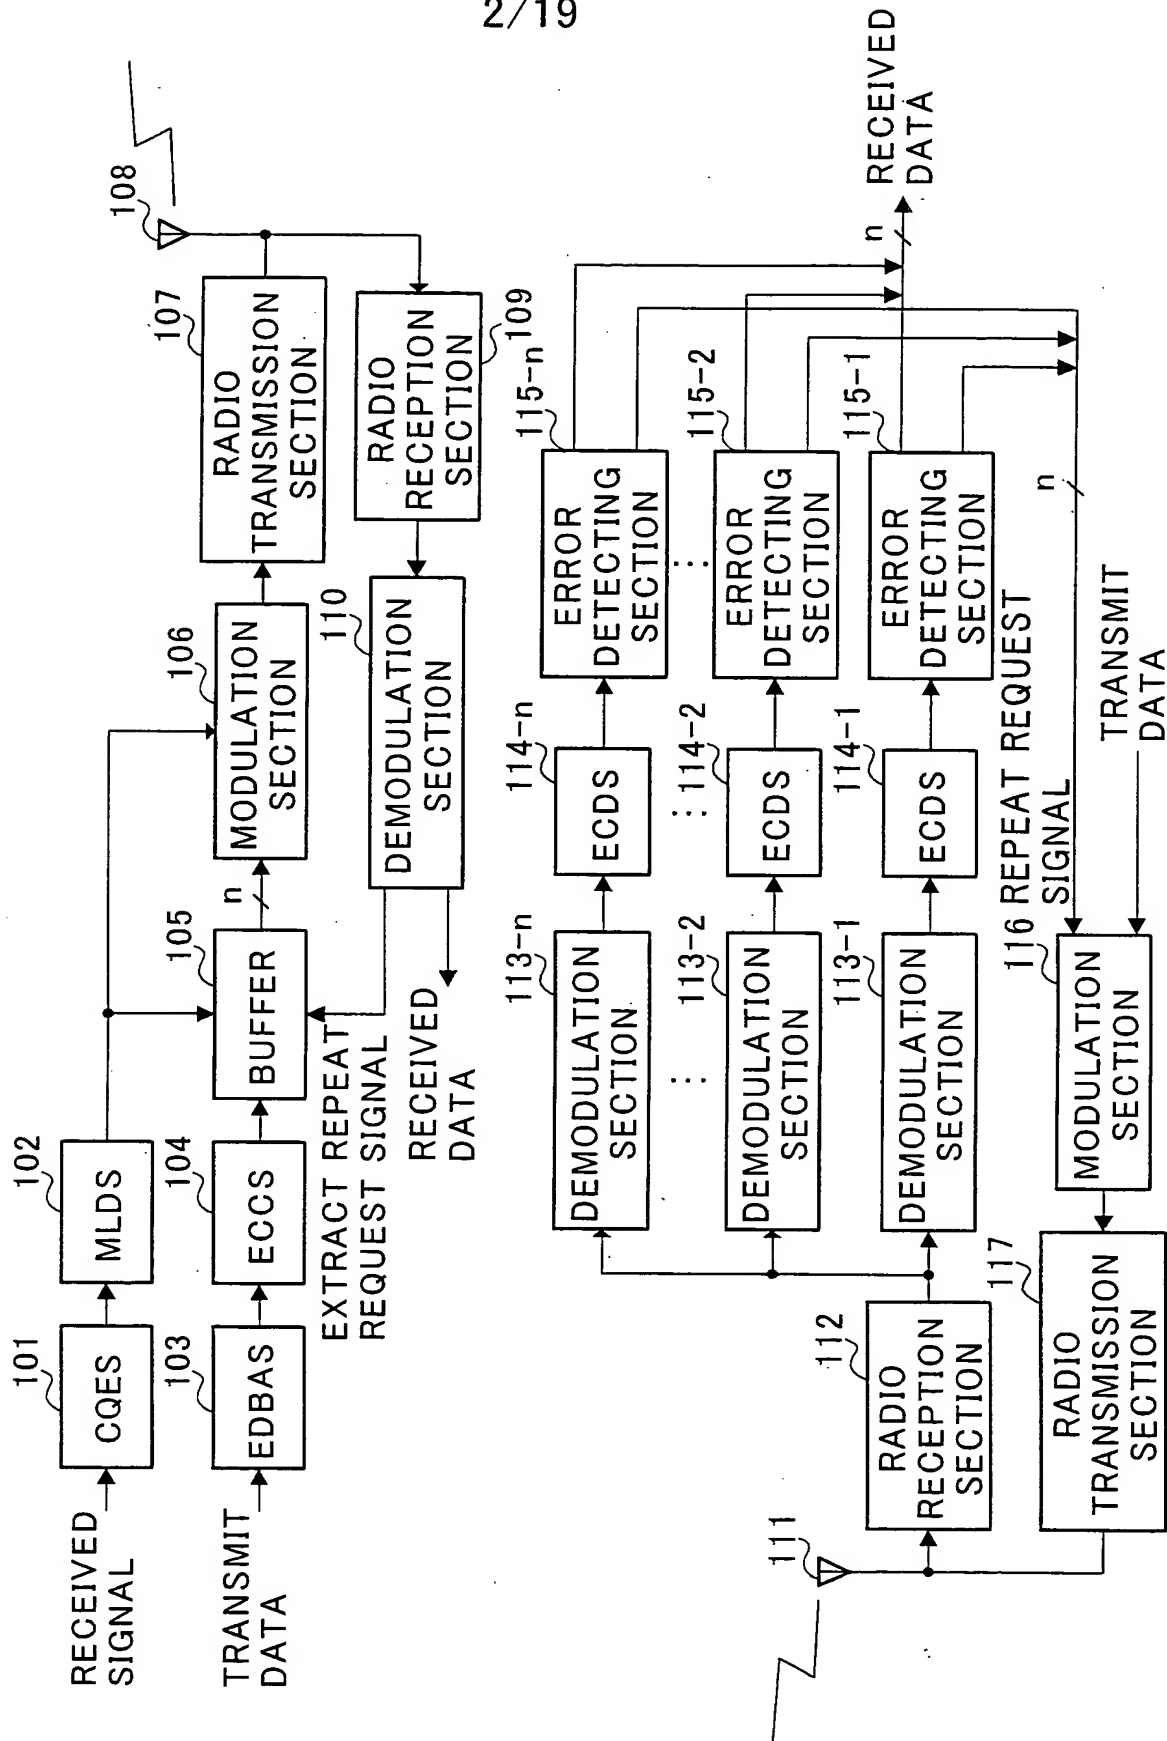 2/19
RECEIVED
SIGNAL
101
CQES
102
MLDS
TRANSMIT
DATA
103
EDBAS
104
ECCS
105
BUFFER
n
106
MODULATION
SECTION
107
RADIO
TRANSMISSION
SECTION
108
109
RADIO
RECEPTION
SECTION
110
DEMODULATION
SECTION
EXTRACT REPEAT
REQUEST SIGNAL
RECEIVED
DATA
111
112
RADIO
RECEPTION
SECTION
113-n
DEMODULATION
SECTION
...
113-2
DEMODULATION
SECTION
113-1
DEMODULATION
SECTION
114-n
ECDS
...
114-2
ECDS
114-1
ECDS
115-n
ERROR
DETECTING
SECTION
...
115-2
ERROR
DETECTING
SECTION
115-1
ERROR
DETECTING
SECTION
n
RECEIVED
DATA
116 REPEAT REQUEST
SIGNAL
n
MODULATION
SECTION
TRANSMIT
DATA
117
RADIO
TRANSMISSION
SECTION